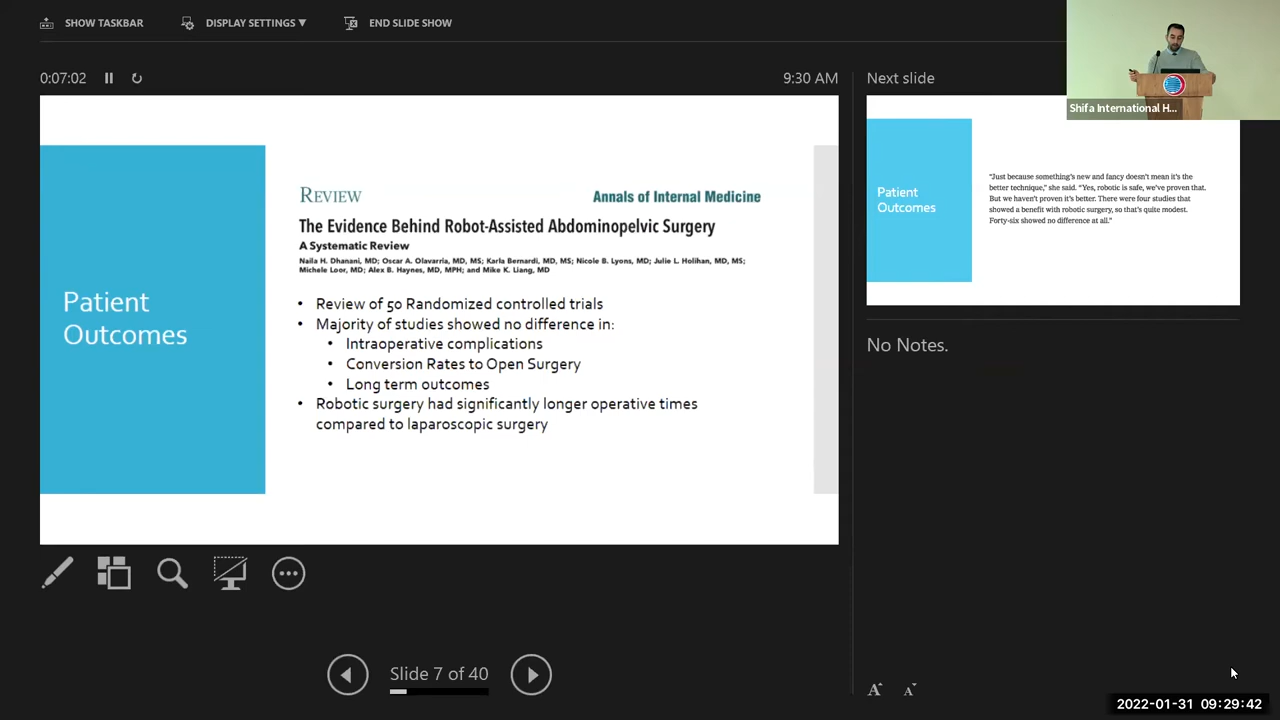 SHOW TASKBAR
DISPLAY SETTINGS ▼
END SLIDE SHOW
0:07:02
9:30 AM
Next slide
Shifa International H...
REVIEW
Annals of Internal Medicine
The Evidence Behind Robot-Assisted Abdominopelvic Surgery
A Systematic Review
Naila H. Dhanani, MD; Oscar A. Olavarria, MD, MS; Karla Bernardi, MD, MS; Nicole B. Lyons, MD; Julie L. Holihan, MD, MS;
Michele Loor, MD; Alex B. Haynes, MD, MPH; and Mike K. Liang, MD
Patient
Outcomes
• Review of 50 Randomized controlled trials
• Majority of studies showed no difference in:
• Intraoperative complications
• Conversion Rates to Open Surgery
• Long term outcomes
• Robotic surgery had significantly longer operative times
compared to laparoscopic surgery
Patient
Outcomes
“Just because something’s new and fancy doesn’t mean it’s the
better technique,” she said. “Yes, robotic is safe, we’ve proven that.
But we haven’t proven it’s better. There were four studies that
showed a benefit with robotic surgery, so that’s quite modest.
Forty-six showed no difference at all.”
No Notes.
Slide 7 of 40
A A
2022-01-31 09:29:42